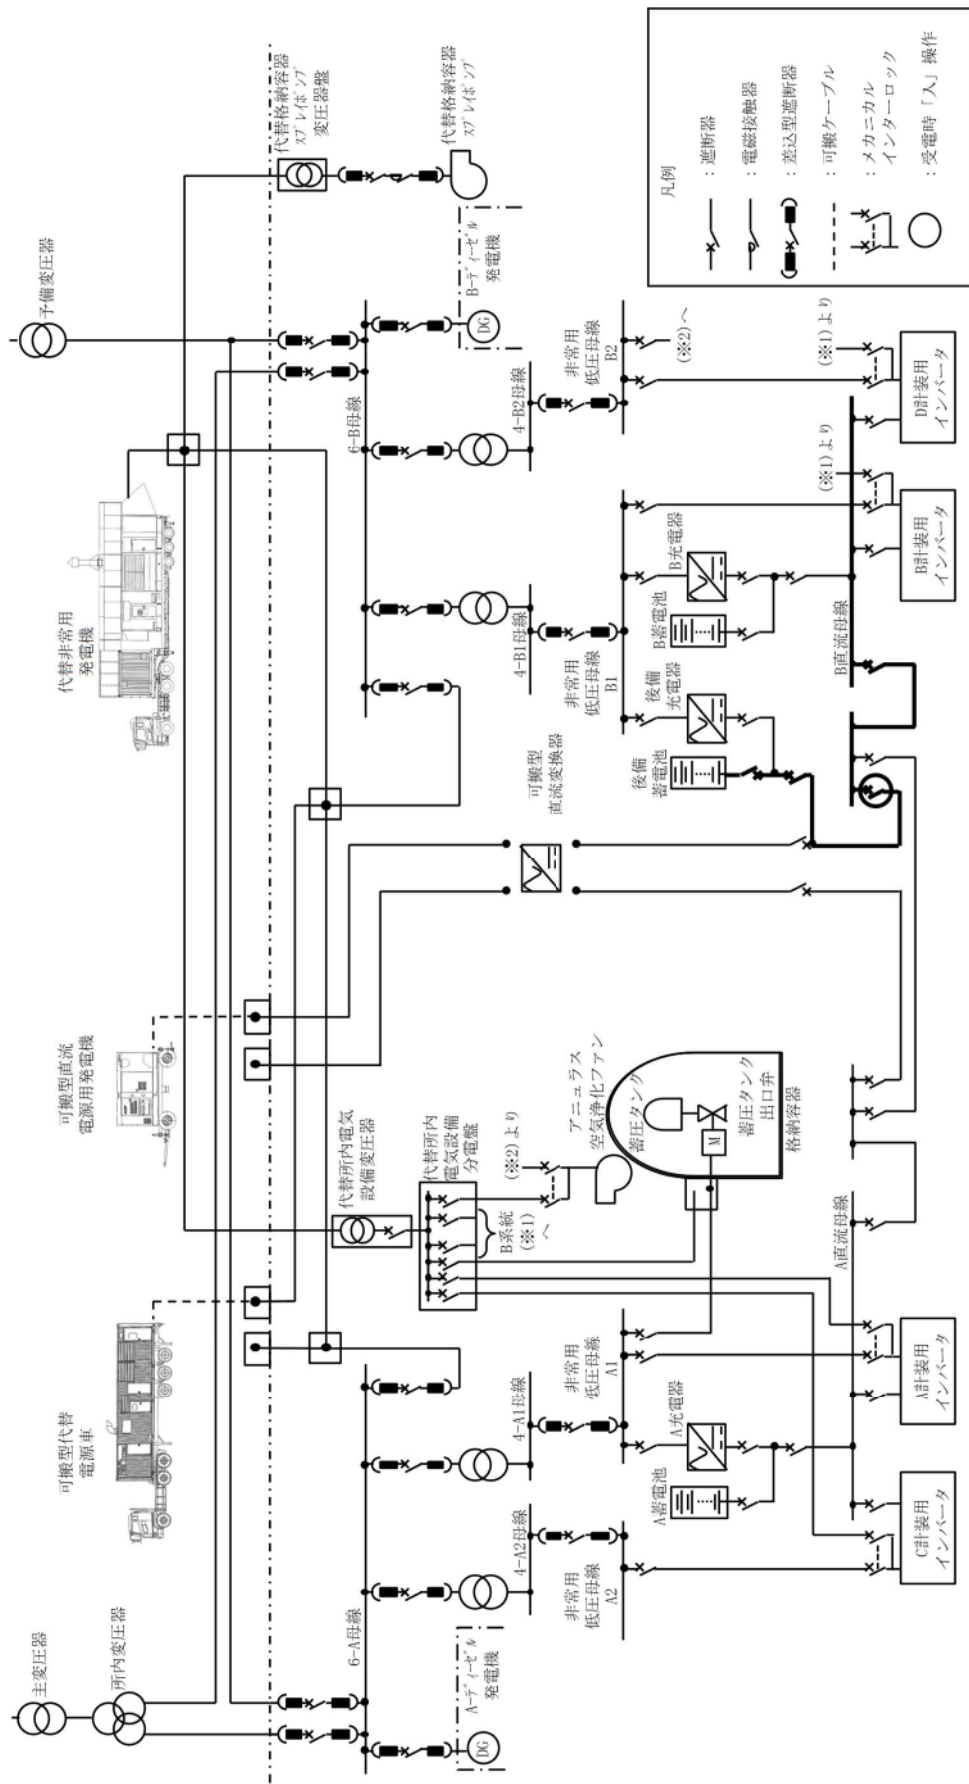 主変圧器
所内変圧器
可搬型代替
電源車
可搬型直流
電源用発電機
代替非常用
発電機
予備変圧器
代替格納容器
スプレイポンプ
変圧器盤
代替格納容器
スプレイポンプ
代替所内電気
設備変圧器
代替所内
電気設備
分電盤
B系統
(※1)
へ
(※2)より
アニュラス
空気浄化ファン
蓄圧タンク
M
蓄圧タンク
出口弁
格納容器
可搬型
直流変換器
6-A母線
A-ディーゼル
発電機
DG
4-A2母線
4-A1母線
非常用
低圧母線
A2
非常用
低圧母線
A1
A充電器
A蓄電池
A直流母線
C計装用
インバータ
A計装用
インバータ
6-B母線
B-ディーゼル
発電機
DG
4-B1母線
4-B2母線
非常用
低圧母線
B1
非常用
低圧母線
B2
(※2)へ
後備
充電器
後備
蓄電池
B充電器
B蓄電池
B直流母線
(※1)より
(※1)より
B計装用
インバータ
D計装用
インバータ
凡例
：遮断器
：電磁接触器
：差込型遮断器
：可搬ケーブル
：メカニカル
インターロック
：受電時「入」操作